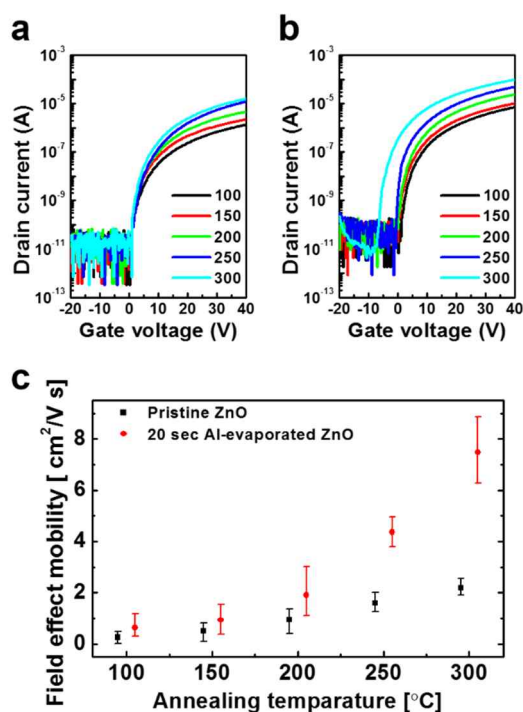 a
Drain current (A)
10-3
10-5
10-7
10-9
10-11
10-13
100
150
200
250
300
-20 -10 0 10 20 30 40
Gate voltage (V)
b
Drain current (A)
10-3
10-5
10-7
10-9
10-11
10-13
100
150
200
250
300
-20 -10 0 10 20 30 40
Gate voltage (V)
c
Field effect mobility [ cm2/V s]
8
6
4
2
0
Pristine ZnO
20 sec Al-evaporated ZnO
100 150 200 250 300
Annealing temparature [°C]